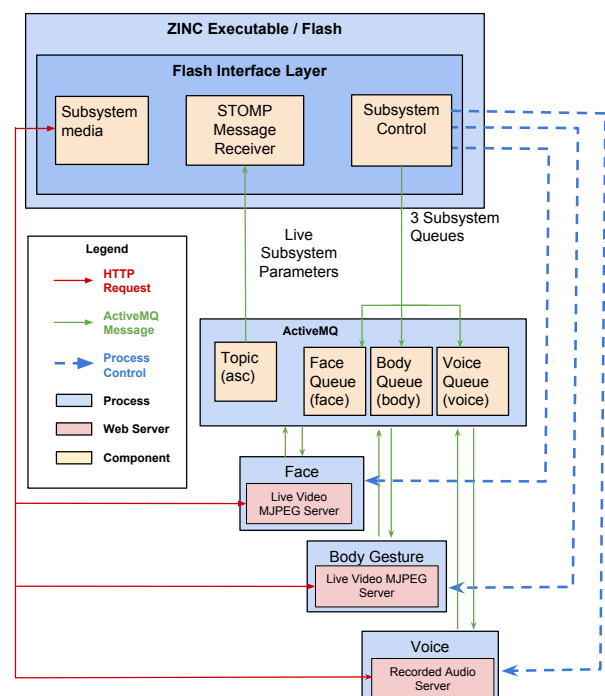 ZINC Executable / Flash
Flash Interface Layer
Subsystem
media
STOMP
Message
Receiver
Subsystem
Control
Live
Subsystem
Parameters
3 Subsystem
Queues
Legend
HTTP
Request
ActiveMQ
Message
Process
Control
Process
Web Server
Component
ActiveMQ
Topic
(asc)
Face
Queue
(face)
Body
Queue
(body)
Voice
Queue
(voice)
Face
Live Video
MJPEG Server
Body Gesture
Live Video MJPEG
Server
Voice
Recorded Audio
Server